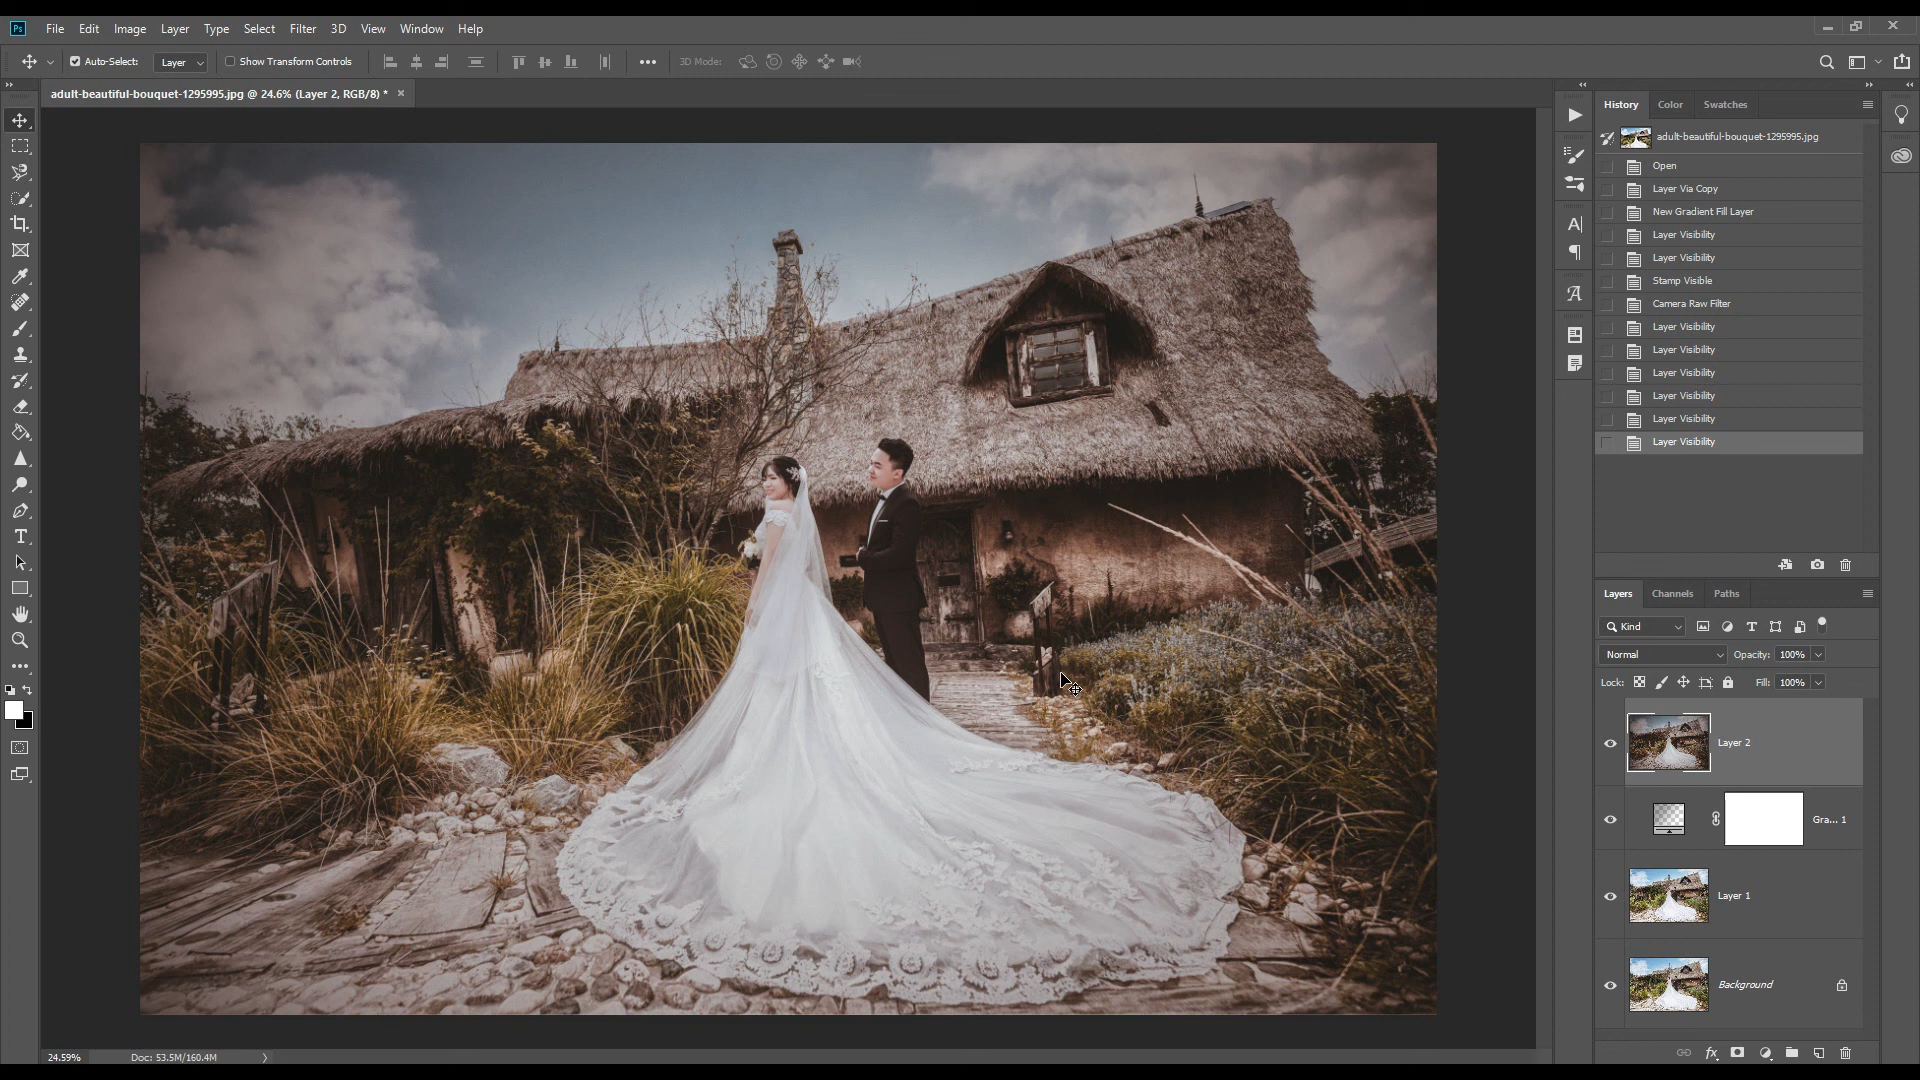 Ps File Edit Image Layer Type Select Filter 3D View Window Help
Auto-Select: Layer Show Transform Controls 3D Mode:
adult-beautiful-bouquet-1295995.jpg @ 24.6% (Layer 2, RGB/8) *
History Color Swatches
adult-beautiful-bouquet-1295995.jpg
Open
Layer Via Copy
New Gradient Fill Layer
Layer Visibility
Layer Visibility
Stamp Visible
Camera Raw Filter
Layer Visibility
Layer Visibility
Layer Visibility
Layer Visibility
Layer Visibility
Layer Visibility
Layers Channels Paths
Kind
Normal Opacity: 100%
Lock: Fill: 100%
Layer 2
Gra... 1
Layer 1
Background
24.59% Doc: 53.5M/160.4M
fx